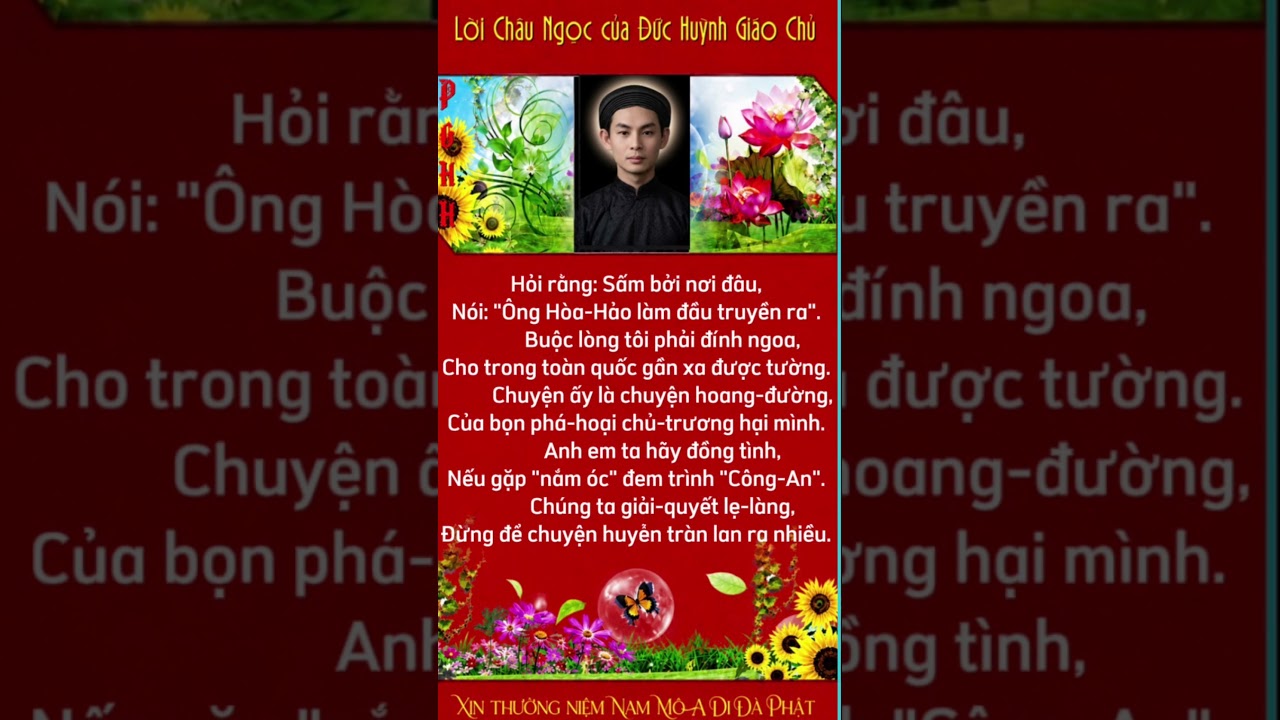 Lời Châu Ngọc của Đức Huỳnh Giáo Chủ
P
G
H
H
Hỏi rằng: Sấm bởi nơi đâu,
Nói: "Ông Hòa-Hảo làm đầu truyền ra".
Buộc lòng tôi phải đính ngoa,
Cho trong toàn quốc gần xa được tường.
Chuyện ấy là chuyện hoang-đường,
Của bọn phá-hoại chủ-trương hại mình.
Anh em ta hãy đồng tình,
Nếu gặp "nắm óc" đem trình "Công-An".
Chúng ta giải-quyết lẹ-làng,
Đừng để chuyện huyễn tràn lan ra nhiều.
Xin thường niệm Nam Mô A Di Đà Phật